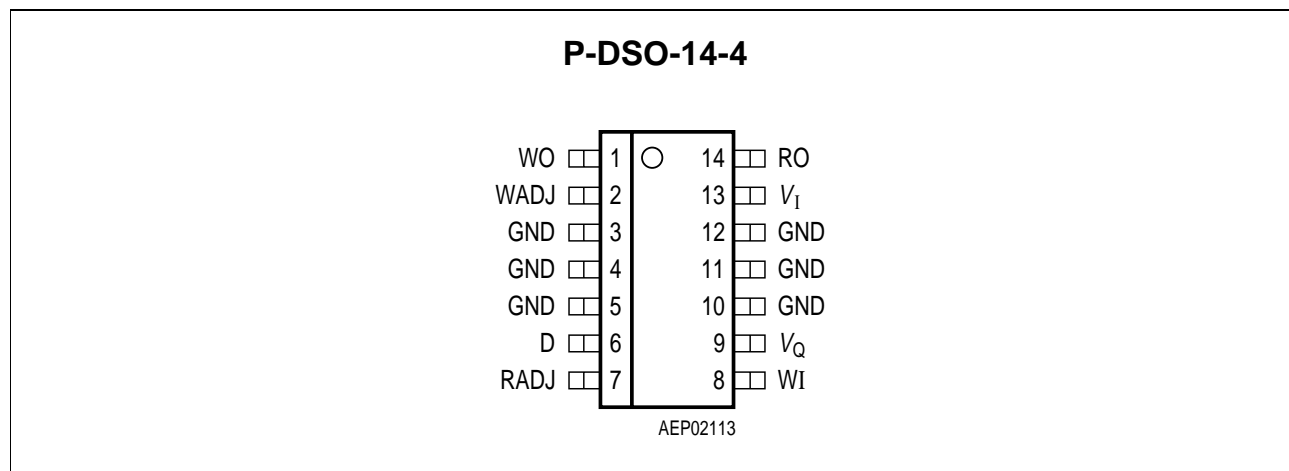 P-DSO-14-4
WO 1 14 RO
WADJ 2 13 VI
GND 3 12 GND
GND 4 11 GND
GND 5 10 GND
D 6 9 VQ
RADJ 7 8 WI
AEP02113